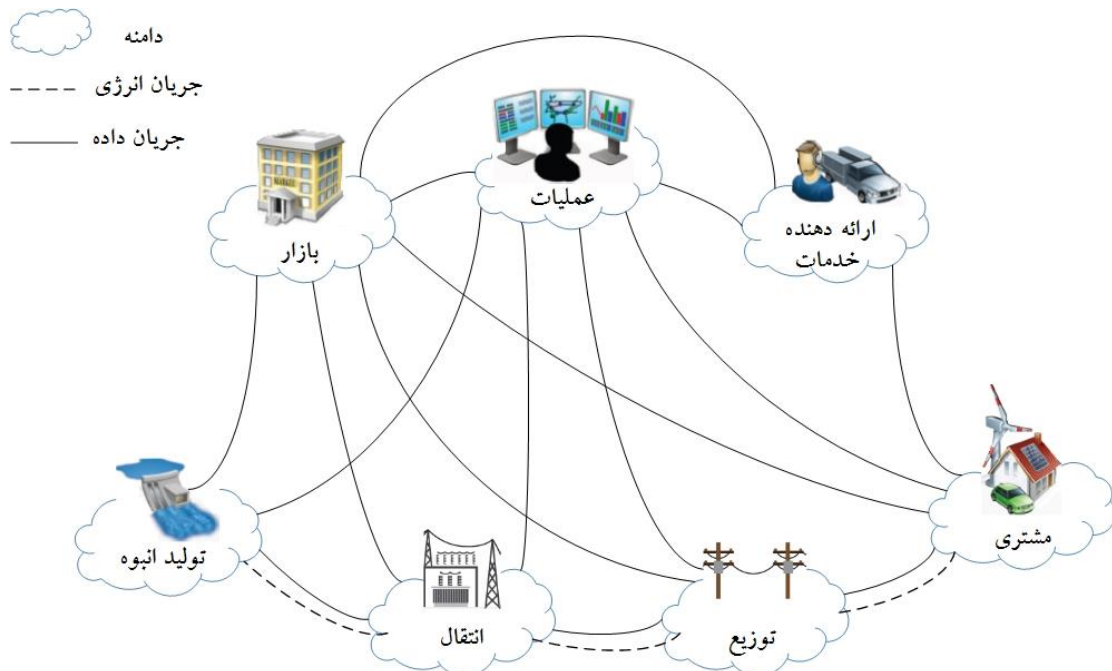 دامنه
جریان انرژی
جریان داده
عملیات
بازار
ارائه دهنده
خدمات
مشتری
تولید انبوه
انتقال
توزیع